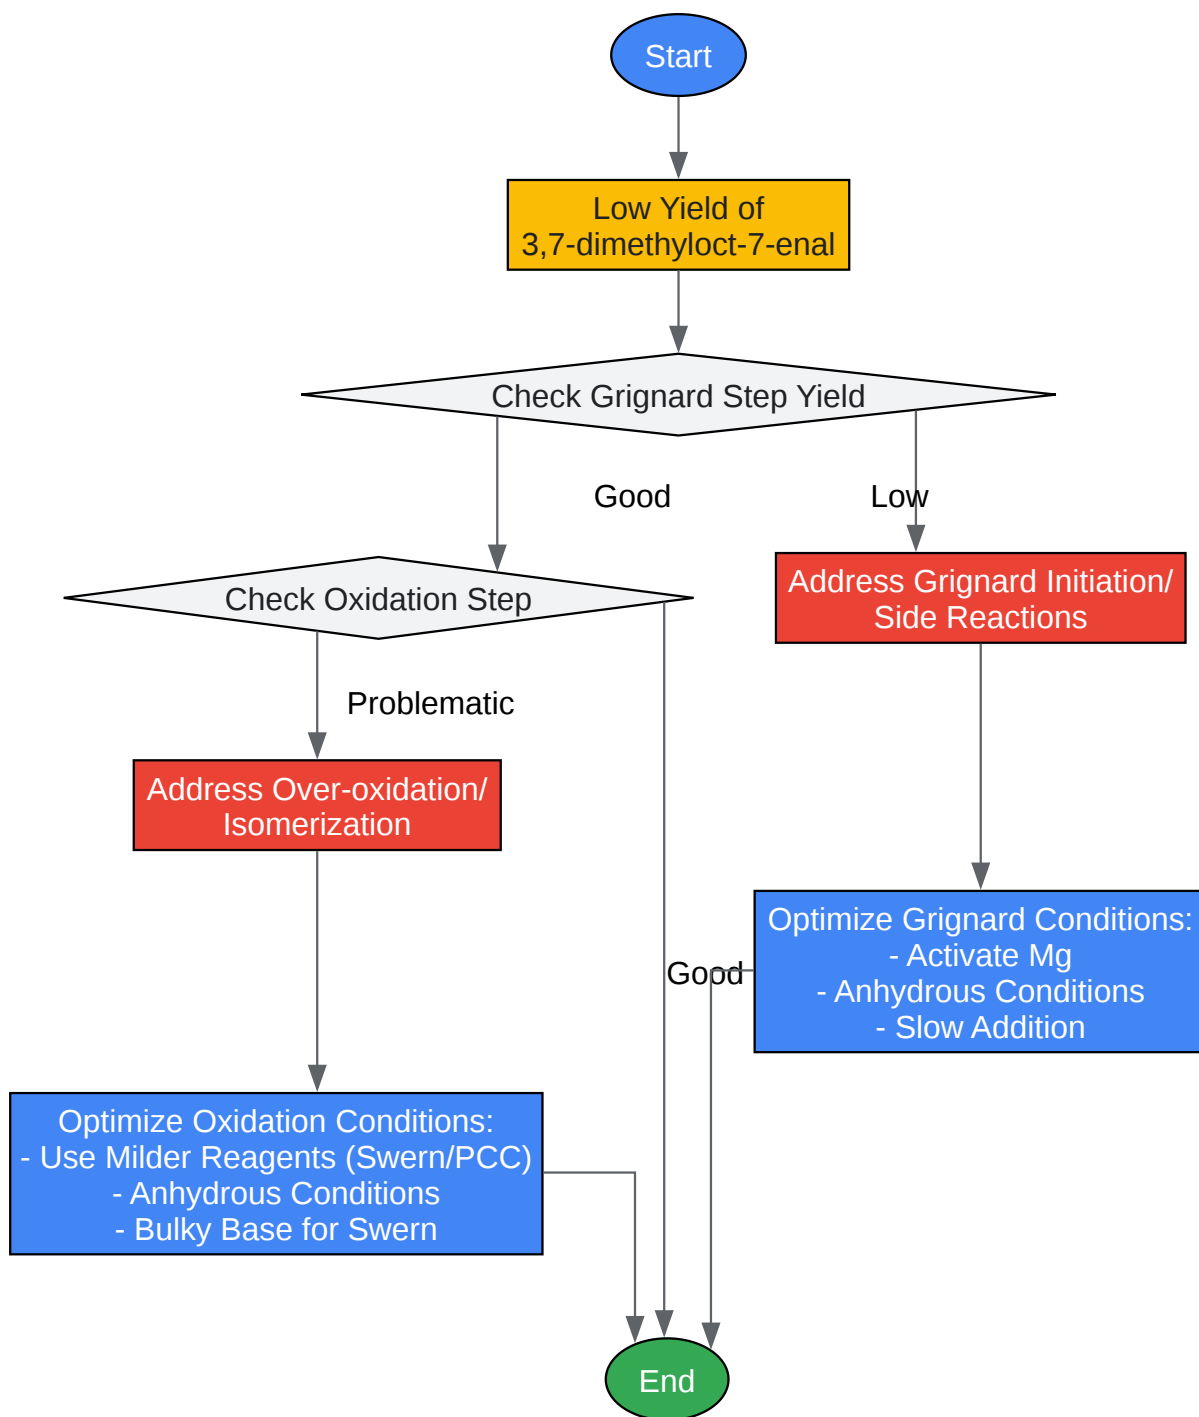 Start
Low Yield of
3,7-dimethyloct-7-enal
Check Grignard Step Yield
Good
Low
Check Oxidation Step
Address Grignard Initiation/
Side Reactions
Problematic
Address Over-oxidation/
Isomerization
Optimize Grignard Conditions:
- Activate Mg
- Anhydrous Conditions
- Slow Addition
Good
Optimize Oxidation Conditions:
- Use Milder Reagents (Swern/PCC)
- Anhydrous Conditions
- Bulky Base for Swern
End